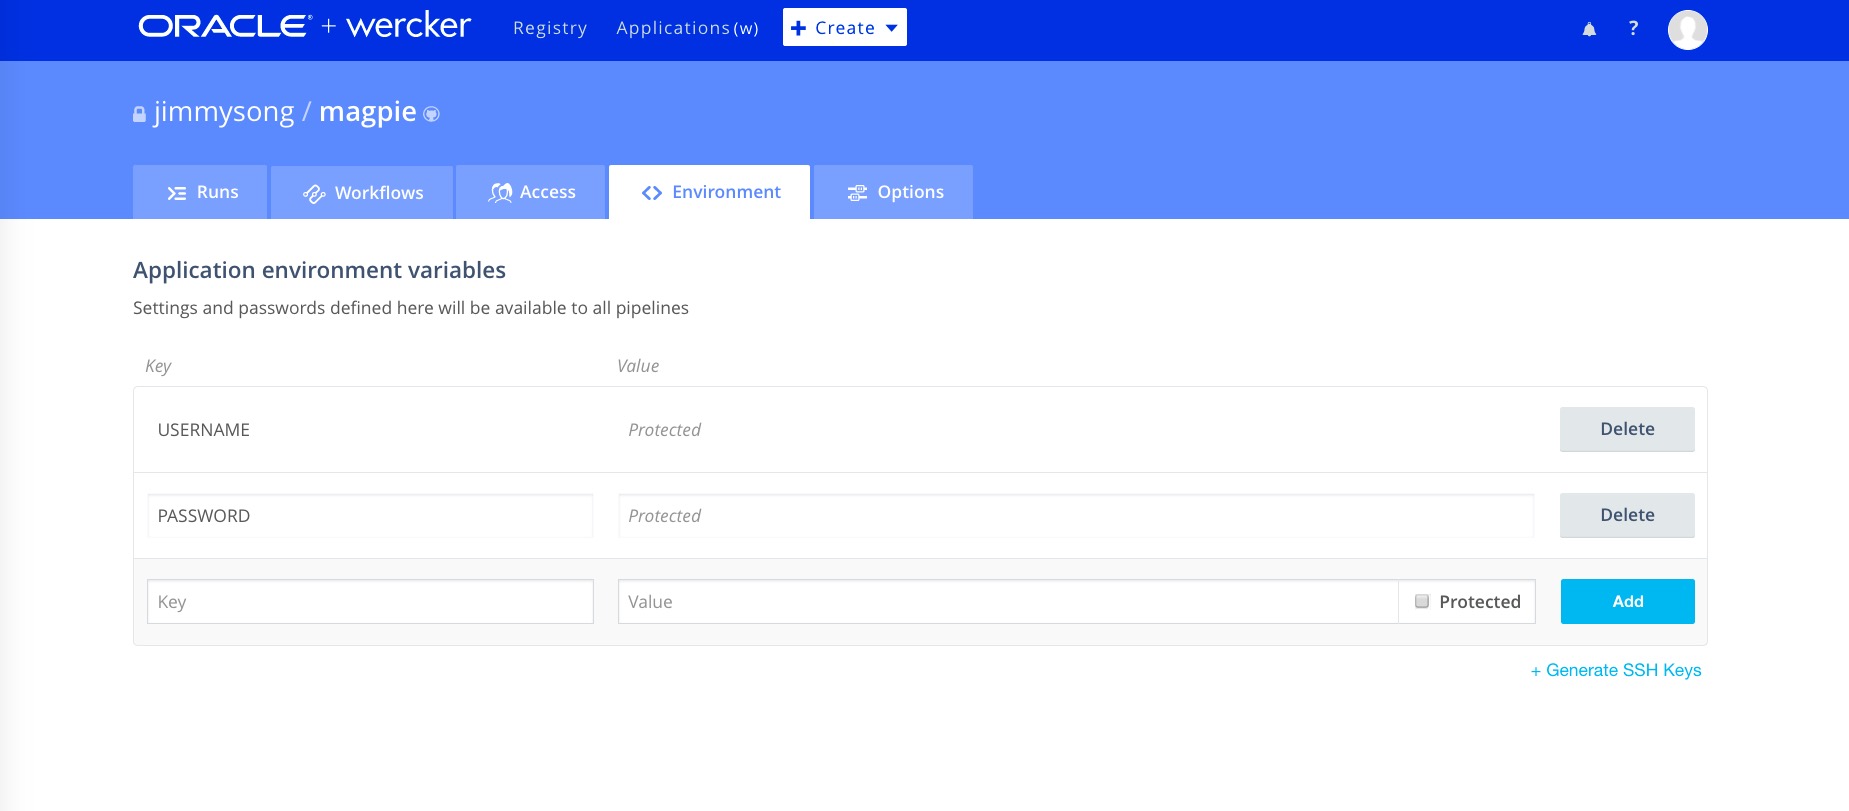 ORACLE® + wercker Registry Applications(w) + Create ?
jimmysong / magpie
Runs Workflows Access Environment Options
Application environment variables
Settings and passwords defined here will be available to all pipelines
Key Value
USERNAME Protected Delete
PASSWORD Protected Delete
Key Value Protected Add
+ Generate SSH Keys